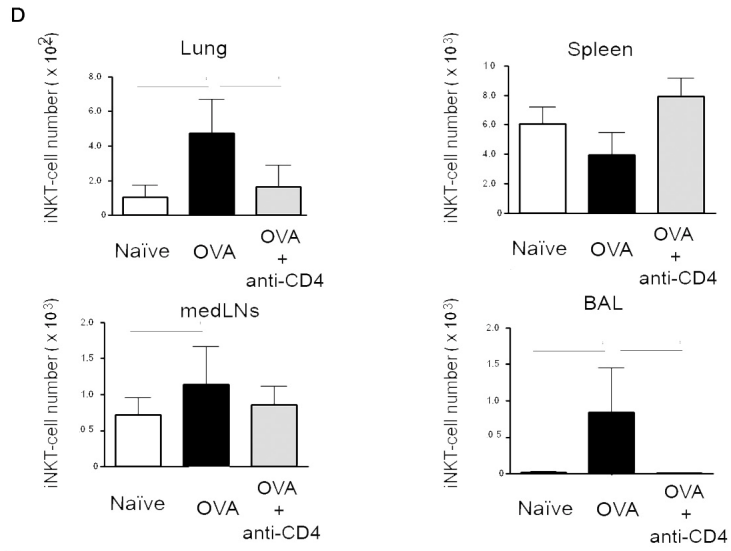 D
Lung
iNKT-cell number ( x 10²)
8.0
6.0
4.0
2.0
0
Naïve
OVA
OVA
+
anti-CD4
Spleen
iNKT-cell number ( x 10³)
10
8.0
6.0
4.0
2.0
0
Naïve
OVA
OVA
+
anti-CD4
medLNs
iNKT-cell number ( x 10³)
2.0
1.5
1.0
0 5
0
Naïve
OVA
OVA
+
anti-CD4
BAL
iNKT-cell number ( x 10³)
2.0
1.5
1.0
0 5
0
Naïve
OVA
OVA
+
anti-CD4